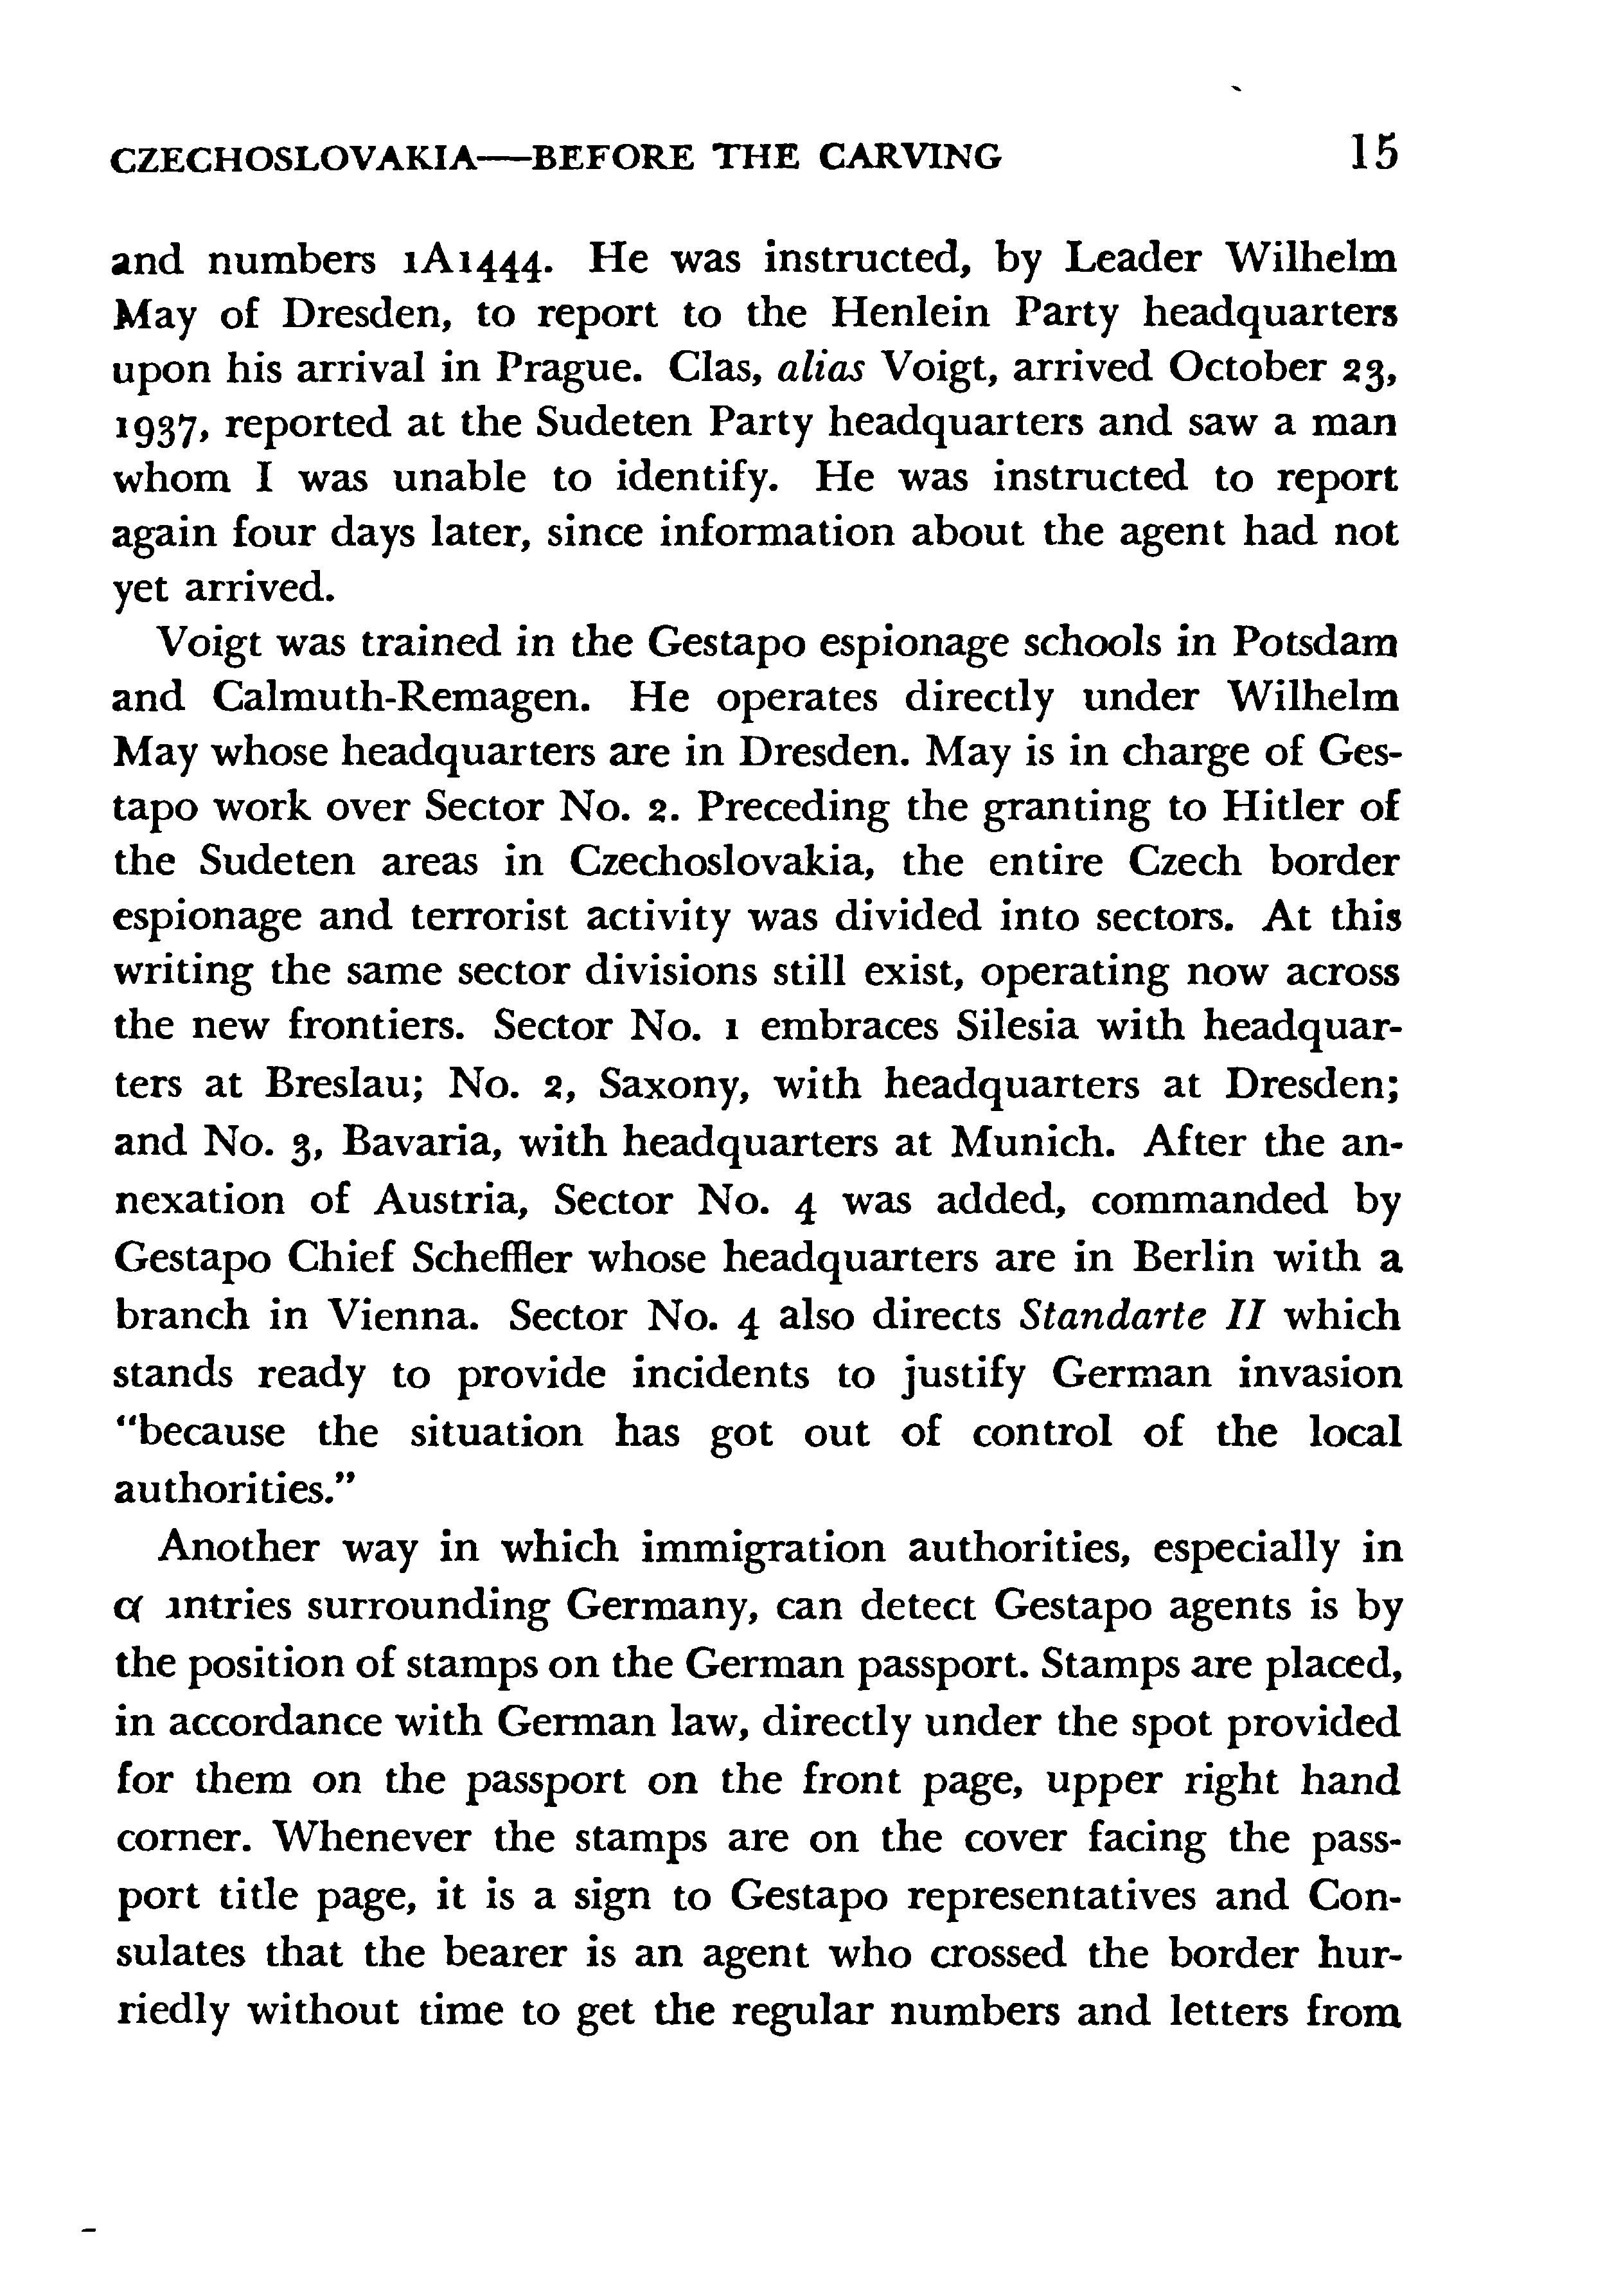 CZECHOSLOVAKIA—BEFORE THE CARVING 15
and numbers 1A1444. He was instructed, by Leader Wilhelm
May of Dresden, to report to the Henlein Party headquarters
upon his arrival in Prague. Clas, alias Voigt, arrived October 23,
1937, reported at the Sudeten Party headquarters and saw a man
whom I was unable to identify. He was instructed to report
again four days later, since information about the agent had not
yet arrived.
Voigt was trained in the Gestapo espionage schools in Potsdam
and Calmuth-Remagen. He operates directly under Wilhelm
May whose headquarters are in Dresden. May is in charge of Ges-
tapo work over Sector No. 2. Preceding the granting to Hitler of
the Sudeten areas in Czechoslovakia, the entire Czech border
espionage and terrorist activity was divided into sectors. At this
writing the same sector divisions still exist, operating now across
the new frontiers. Sector No. 1 embraces Silesia with headquar-
ters at Breslau; No. 2, Saxony, with headquarters at Dresden;
and No. 3, Bavaria, with headquarters at Munich. After the an-
nexation of Austria, Sector No. 4 was added, commanded by
Gestapo Chief Scheffler whose headquarters are in Berlin with a
branch in Vienna. Sector No. 4 also directs Standarte II which
stands ready to provide incidents to justify German invasion
“because the situation has got out of control of the local
authorities.”
Another way in which immigration authorities, especially in
countries surrounding Germany, can detect Gestapo agents is by
the position of stamps on the German passport. Stamps are placed,
in accordance with German law, directly under the spot provided
for them on the passport on the front page, upper right hand
corner. Whenever the stamps are on the cover facing the pass-
port title page, it is a sign to Gestapo representatives and Con-
sulates that the bearer is an agent who crossed the border hur-
riedly without time to get the regular numbers and letters from